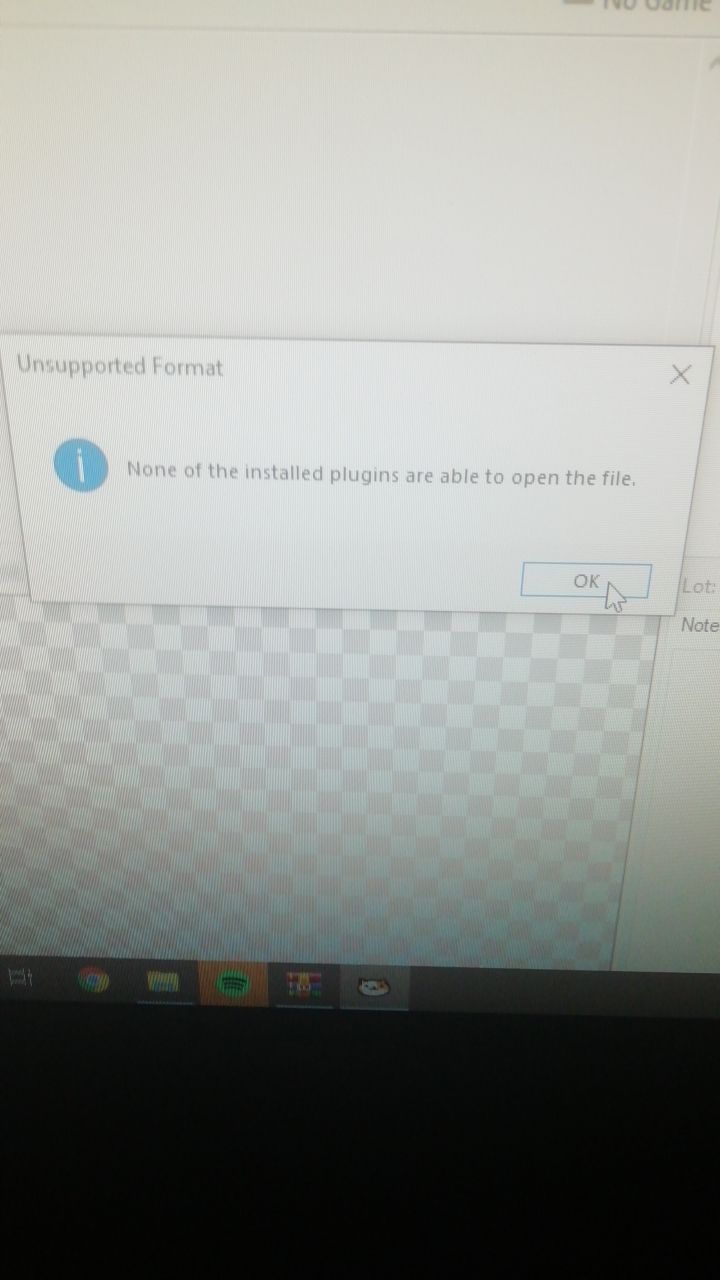 No Game
Unsupported Format
None of the installed plugins are able to open the file.
OK
Lot:
Note